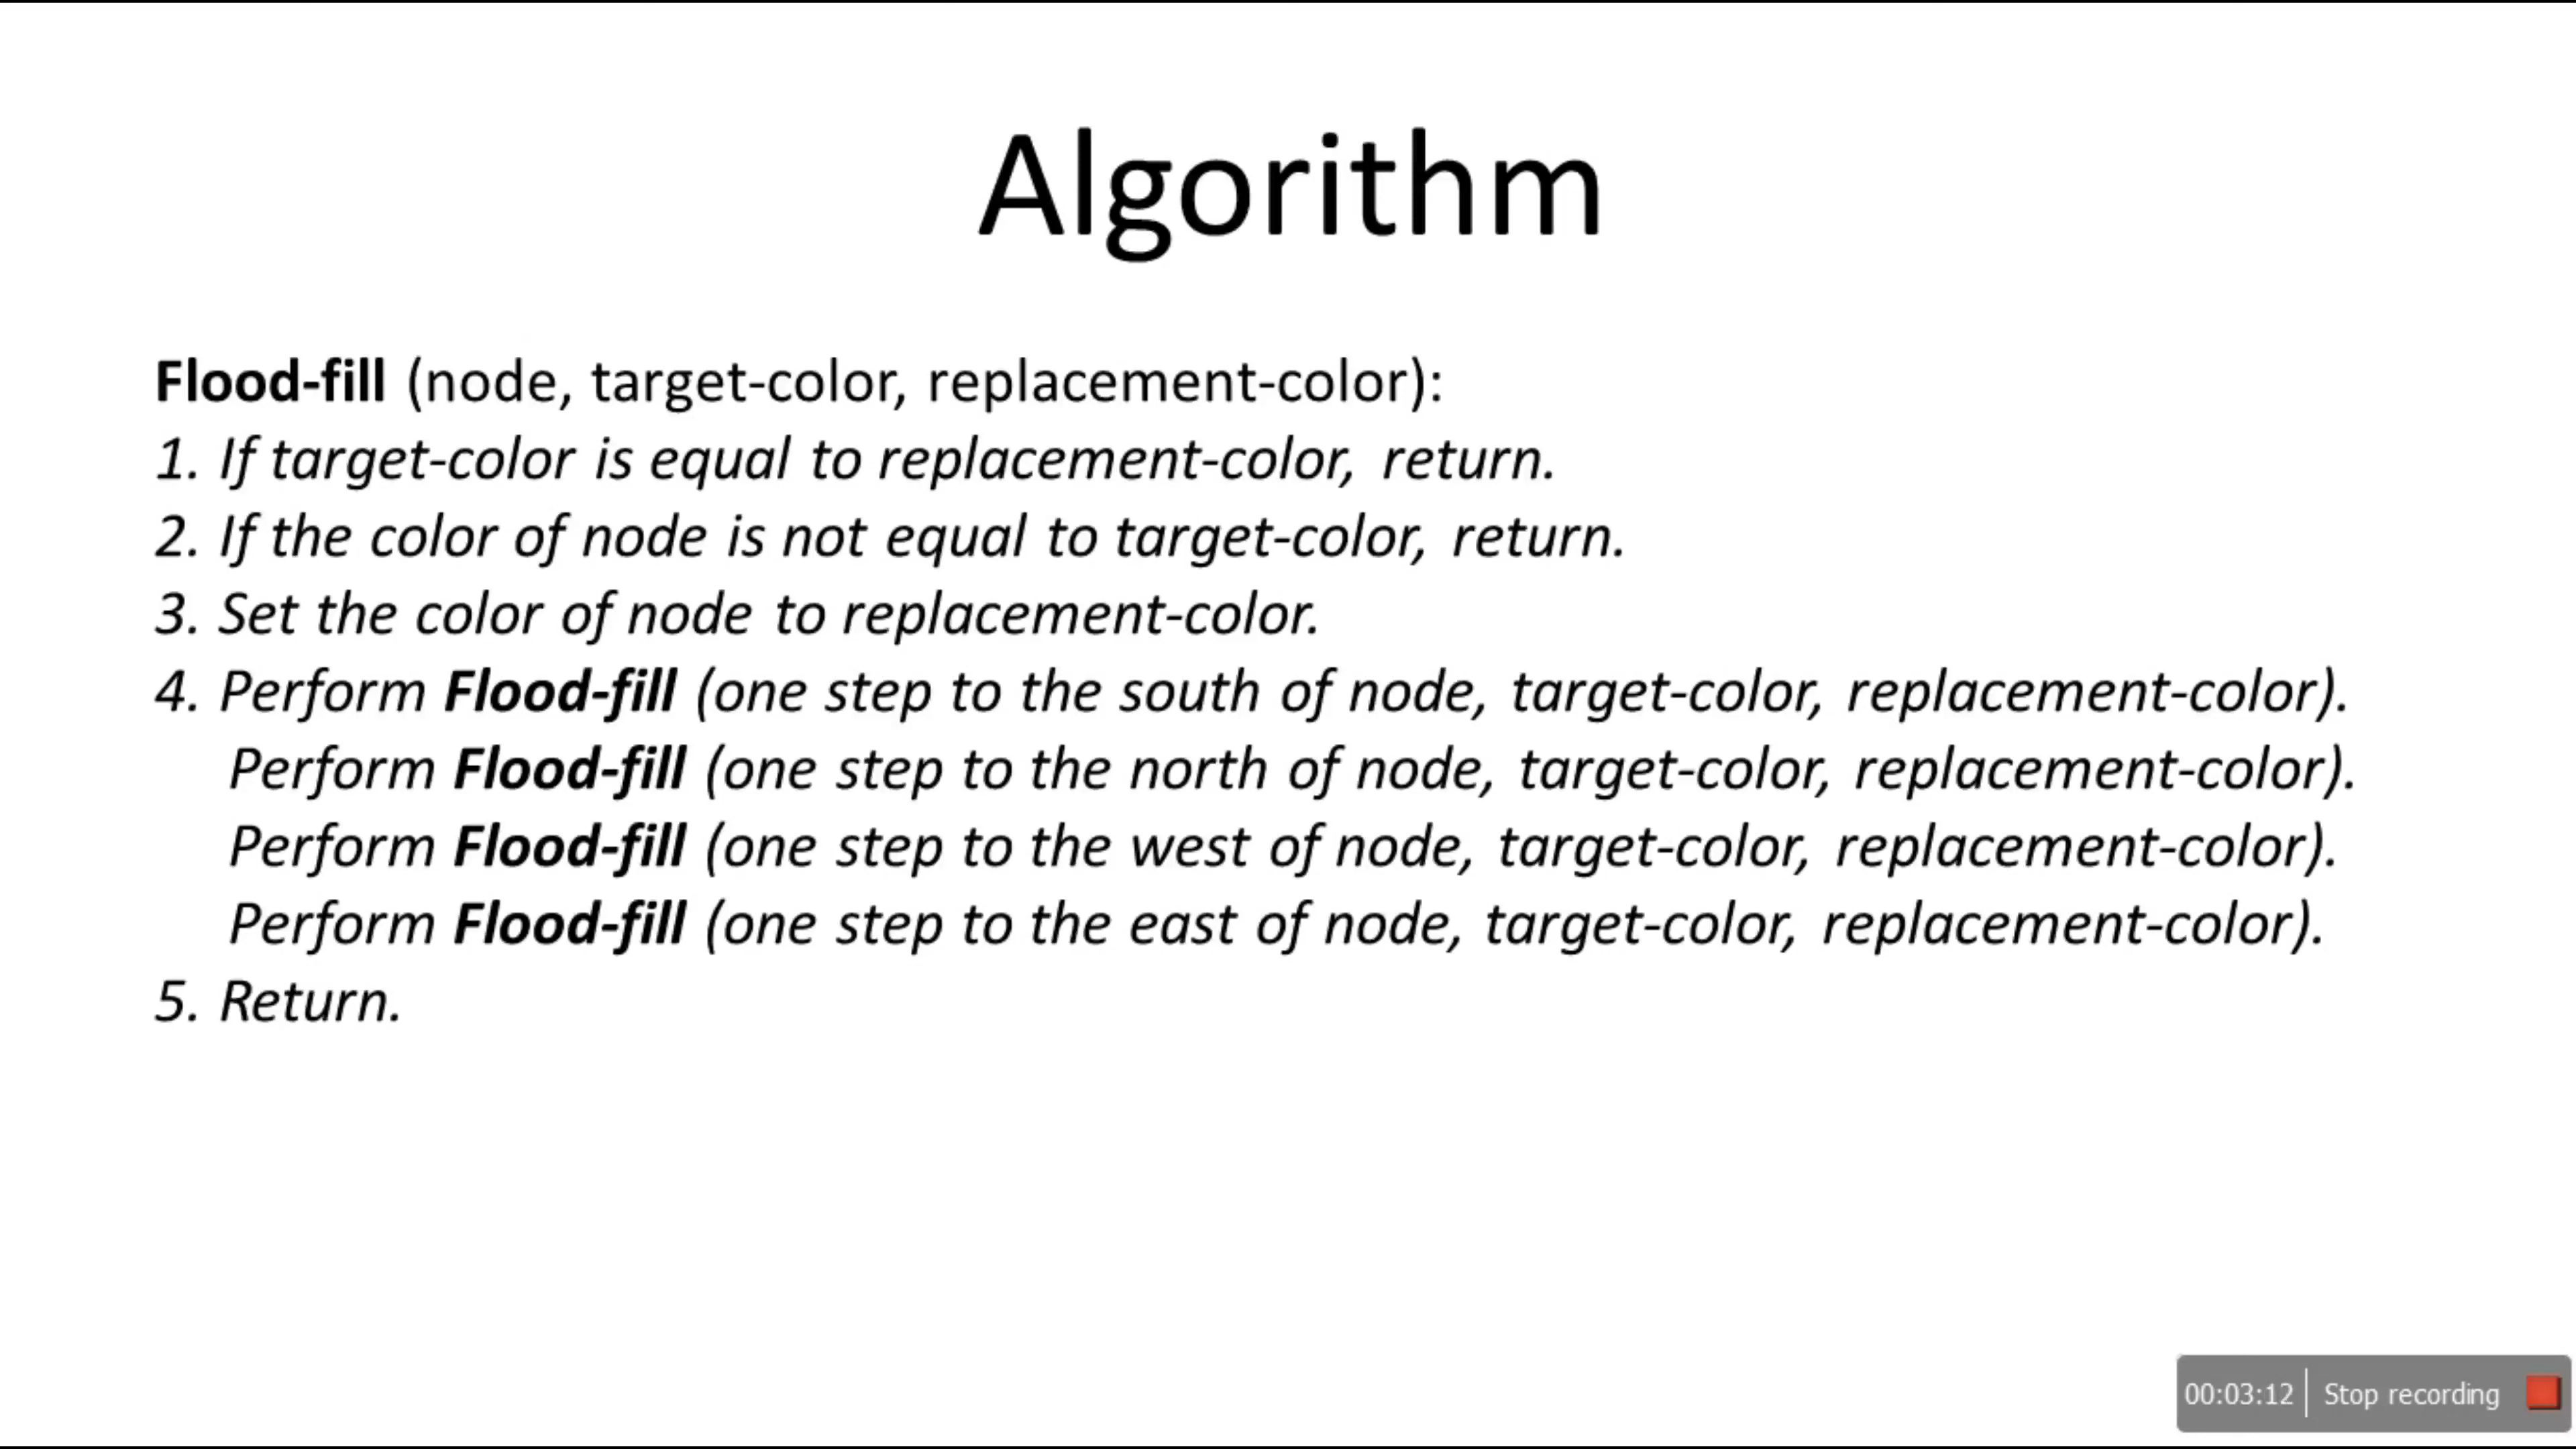 Algorithm
Flood-fill (node, target-color, replacement-color):
1. If target-color is equal to replacement-color, return.
2. If the color of node is not equal to target-color, return.
3. Set the color of node to replacement-color.
4. Perform Flood-fill (one step to the south of node, target-color, replacement-color).
Perform Flood-fill (one step to the north of node, target-color, replacement-color).
Perform Flood-fill (one step to the west of node, target-color, replacement-color).
Perform Flood-fill (one step to the east of node, target-color, replacement-color).
5. Return.
00:03:12 Stop recording